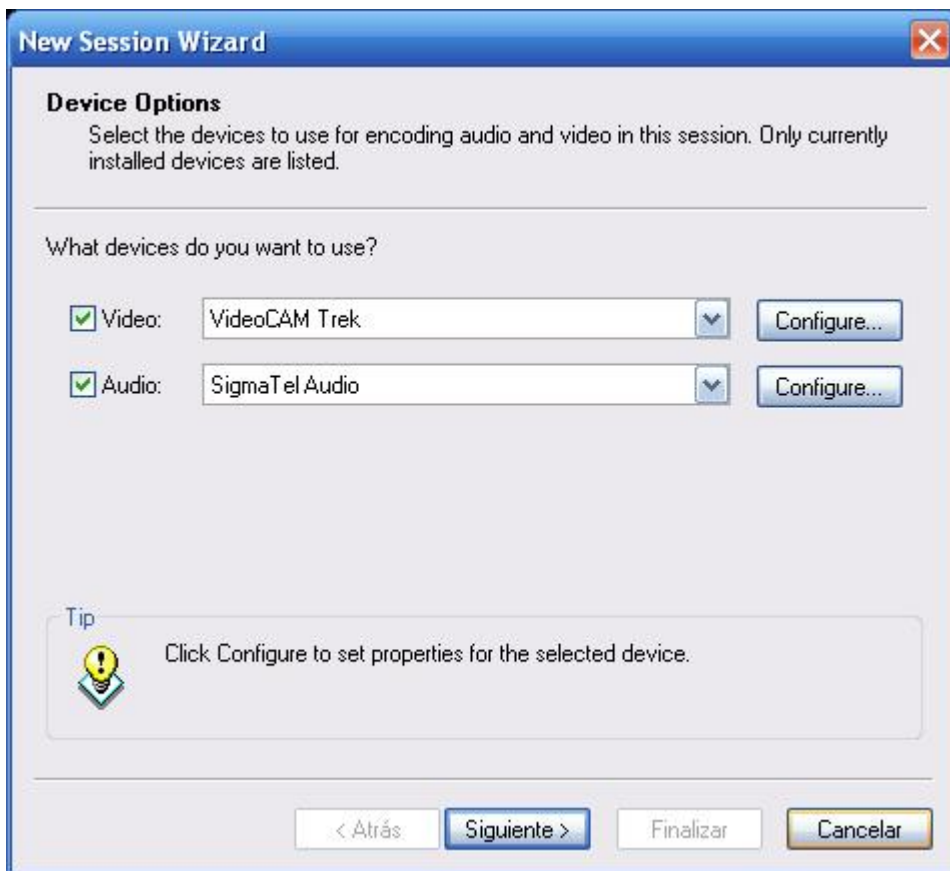 New Session Wizard
Device Options
Select the devices to use for encoding audio and video in this session. Only currently
installed devices are listed.
What devices do you want to use?
Video: VideoCAM Trek Configure...
Audio: SigmaTel Audio Configure...
Tip
Click Configure to set properties for the selected device.
< Atrás Siguiente > Finalizar Cancelar